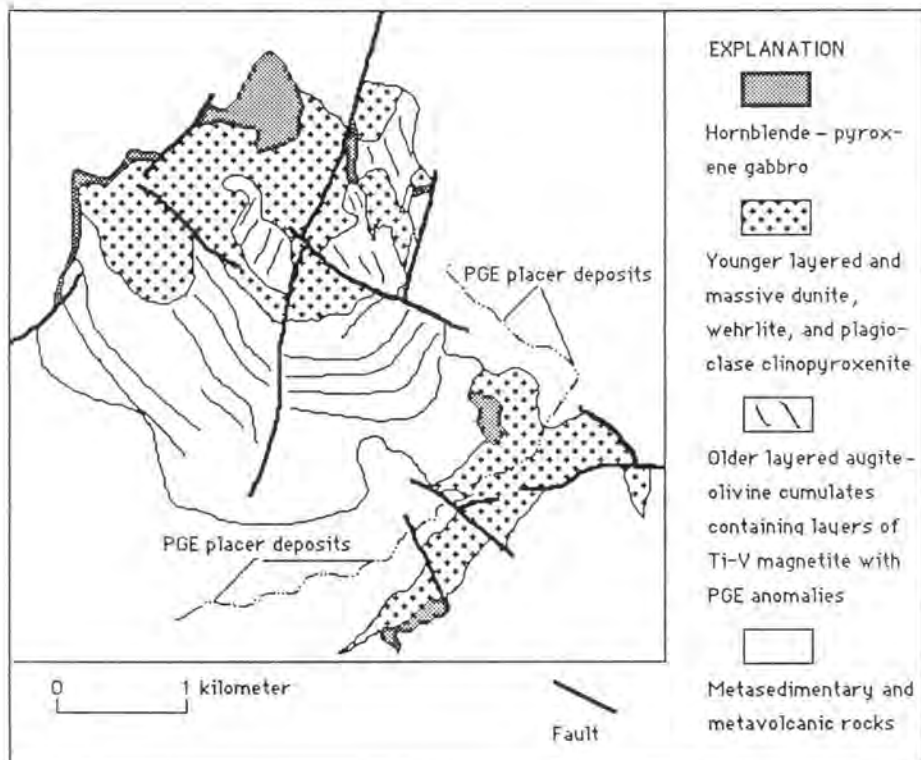 PGE placer deposits
PGE placer deposits
0 1 kilometer
Fault
EXPLANATION
Hornblende – pyrox-
ene gabbro
Younger layered and
massive dunite,
wehrlite, and plagio-
clase clinopyroxenite
Older layered augite-
olivine cumulates
containing layers of
Ti-V magnetite with
PGE anomalies
Metasedimentary and
metavolcanic rocks